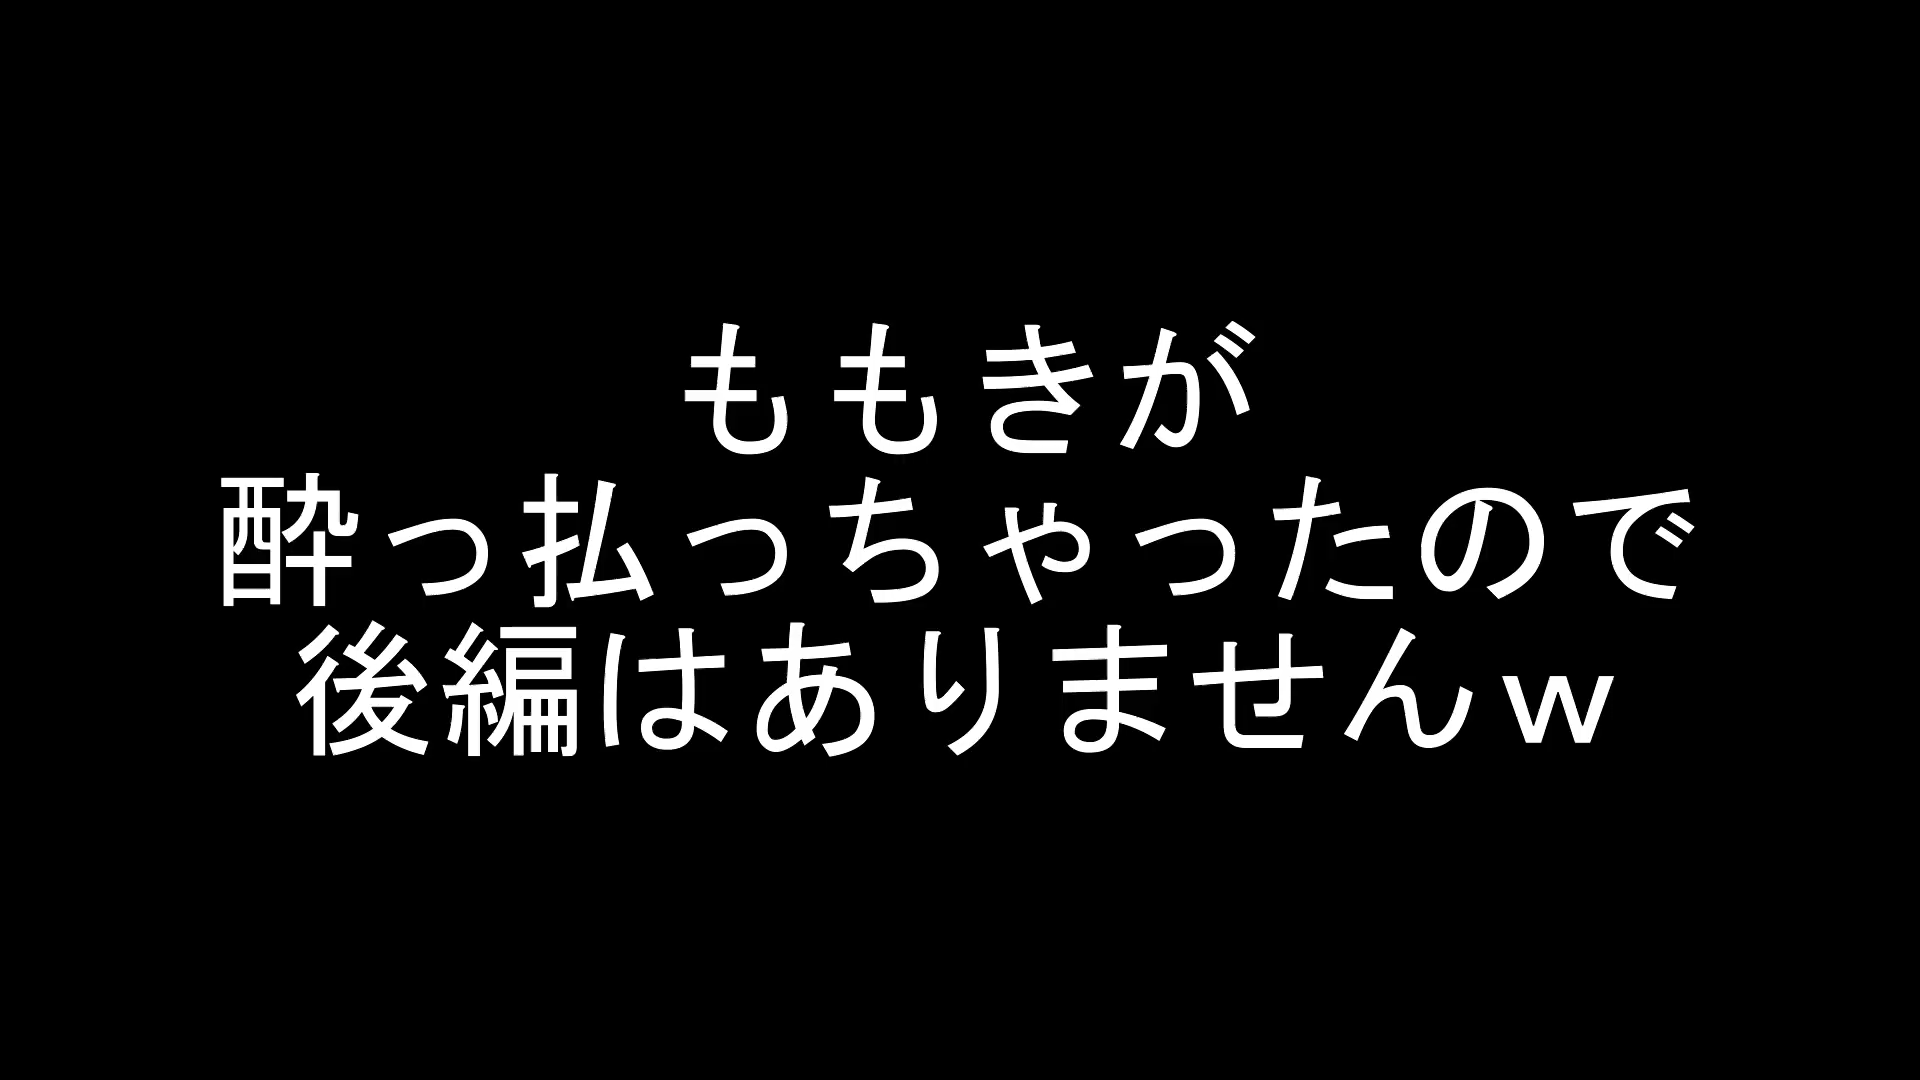 ももきが
酔っ払っちゃったので
後編はありませんｗ